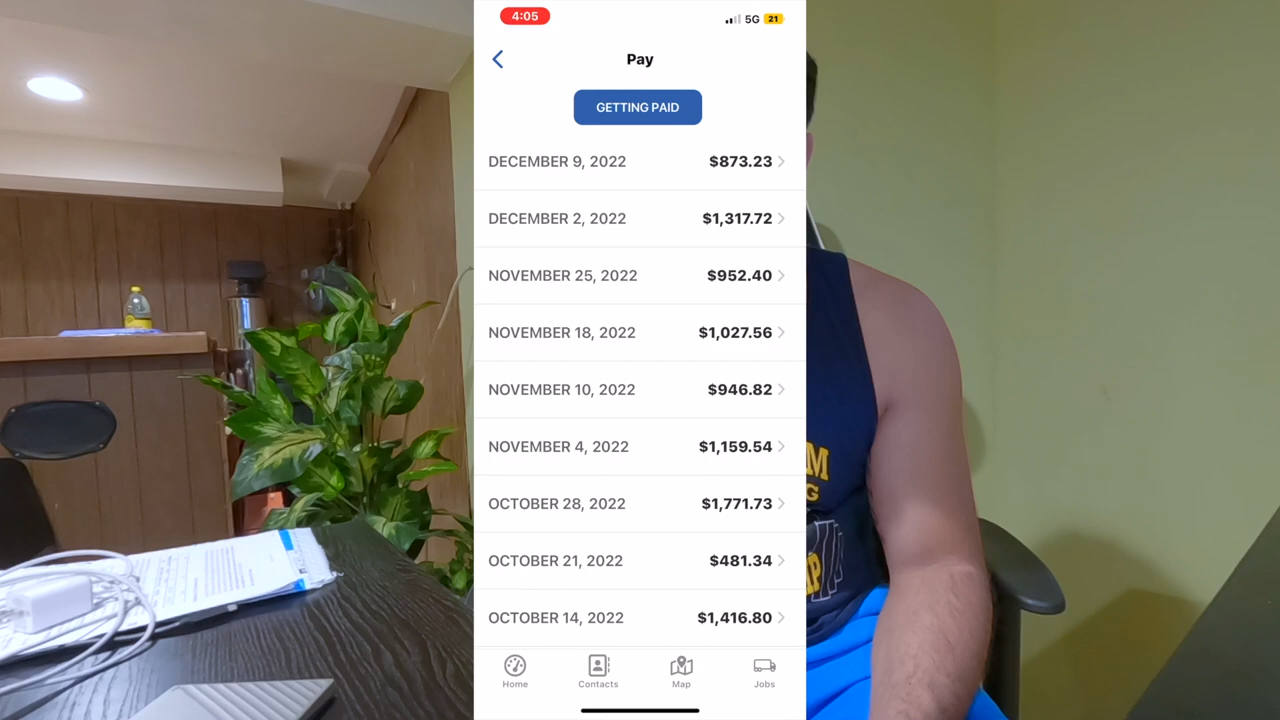 4:05
5G 21
Pay
GETTING PAID
DECEMBER 9, 2022 $873.23
DECEMBER 2, 2022 $1,317.72
NOVEMBER 25, 2022 $952.40
NOVEMBER 18, 2022 $1,027.56
NOVEMBER 10, 2022 $946.82
NOVEMBER 4, 2022 $1,159.54
OCTOBER 28, 2022 $1,771.73
OCTOBER 21, 2022 $481.34
OCTOBER 14, 2022 $1,416.80
Home Contacts Map Jobs
M
G
P